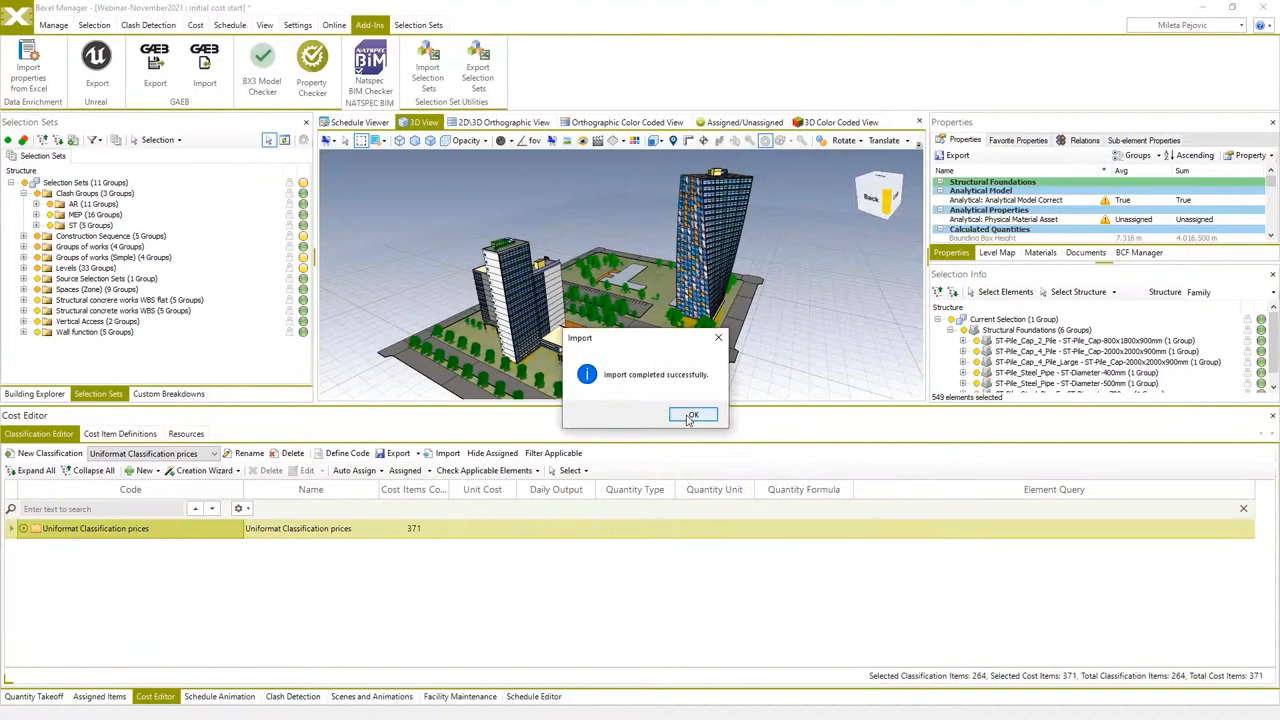 Bexel Manager - [Webinar-November2021 : Initial cost start] *
Manage Selection Clash Detection Cost Schedule View Settings Online Add-Ins Selection Sets
Mileta Pejovic
Import properties from Excel
Export
Export
Import
BX3 Model Checker
Property Checker
Natspec BIM Checker
Import Selection Sets
Export Selection Sets
Data Enrichment Unreal GAEB NATSPEC BIM Selection Set Utilities
Selection Sets
Selection
Selection Sets
Structure
Selection Sets (11 Groups)
Clash Groups (3 Groups)
AR (11 Groups)
MEP (16 Groups)
ST (5 Groups)
Construction Sequence (5 Groups)
Groups of works (4 Groups)
Groups of works (Simple) (4 Groups)
Levels (33 Groups)
Source Selection Sets (1 Group)
Spaces (Zone) (9 Groups)
Structural concrete works WBS flat (5 Groups)
Structural concrete works WBS (5 Groups)
Vertical Access (2 Groups)
Wall function (5 Groups)
Building Explorer Selection Sets Custom Breakdowns
Schedule Viewer 3D View 2D\3D Orthographic View Orthographic Color Coded View Assigned/Unassigned 3D Color Coded View
Opacity fov Rotate Translate
Back
Import
Import completed successfully.
OK
Properties
Properties Favorite Properties Relations Sub-element Properties
Export Groups Ascending Property
Name Avg Sum
Structural Foundations
Analytical Model
Analytical: Analytical Model Correct True True
Analytical Properties
Analytical: Physical Material Asset Unassigned Unassigned
Calculated Quantities
Bounding Box Height 7.316 m 4,016.500 m
Properties Level Map Materials Documents BCF Manager
Selection Info
Select Elements Select Structure Structure Family
Structure
Current Selection (1 Group)
Structural Foundations (6 Groups)
ST-Pile_Cap_2_Pile - ST-Pile_Cap-800x1800x900mm (1 Group)
ST-Pile_Cap_4_Pile - ST-Pile_Cap-2000x2000x900mm (1 Group)
ST-Pile_Cap_4_Pile_Large - ST-Pile_Cap-2000x2000x900mm (1 Group)
ST-Pile_Steel_Pipe - ST-Diameter-400mm (1 Group)
ST-Pile_Steel_Pipe - ST-Diameter-500mm (1 Group)
549 elements selected
Cost Editor
Classification Editor Cost Item Definitions Resources
New Classification Uniformat Classification prices Rename Delete Define Code Export Import Hide Assigned Filter Applicable
Expand All Collapse All New Creation Wizard Delete Edit Auto Assign Assigned Check Applicable Elements Select
Code Name Cost Items Co... Unit Cost Daily Output Quantity Type Quantity Unit Quantity Formula Element Query
Enter text to search
Uniformat Classification prices Uniformat Classification prices 371
Selected Classification Items: 264, Selected Cost Items: 371, Total Classification Items: 264, Total Cost Items: 371
Quantity Takeoff Assigned Items Cost Editor Schedule Animation Clash Detection Scenes and Animations Facility Maintenance Schedule Editor